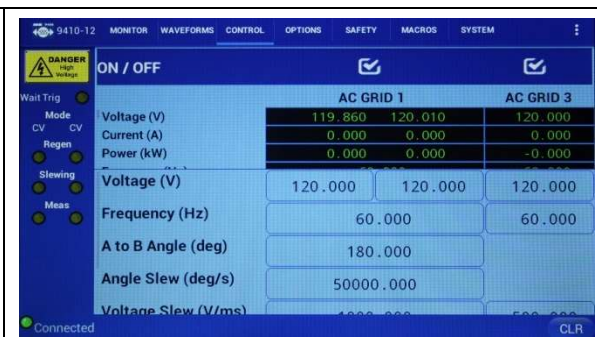 9410-12 MONITOR WAVEFORMS CONTROL OPTIONS SAFETY MACROS SYSTEM
DANGER
High
Voltage
ON / OFF
Wait Trig
AC GRID 1 AC GRID 3
Mode
CV CV
Voltage (V) 119.860 120.010 120.000
Current (A) 0.000 0.000 0.000
Regen
Power (kW) 0.000 0.000 -0.000
Slewing
Voltage (V) 120.000 120.000 120.000
Meas
Frequency (Hz) 60.000 60.000
A to B Angle (deg) 180.000
Angle Slew (deg/s) 50000.000
Voltage Slew (V/ms)
Connected CLR